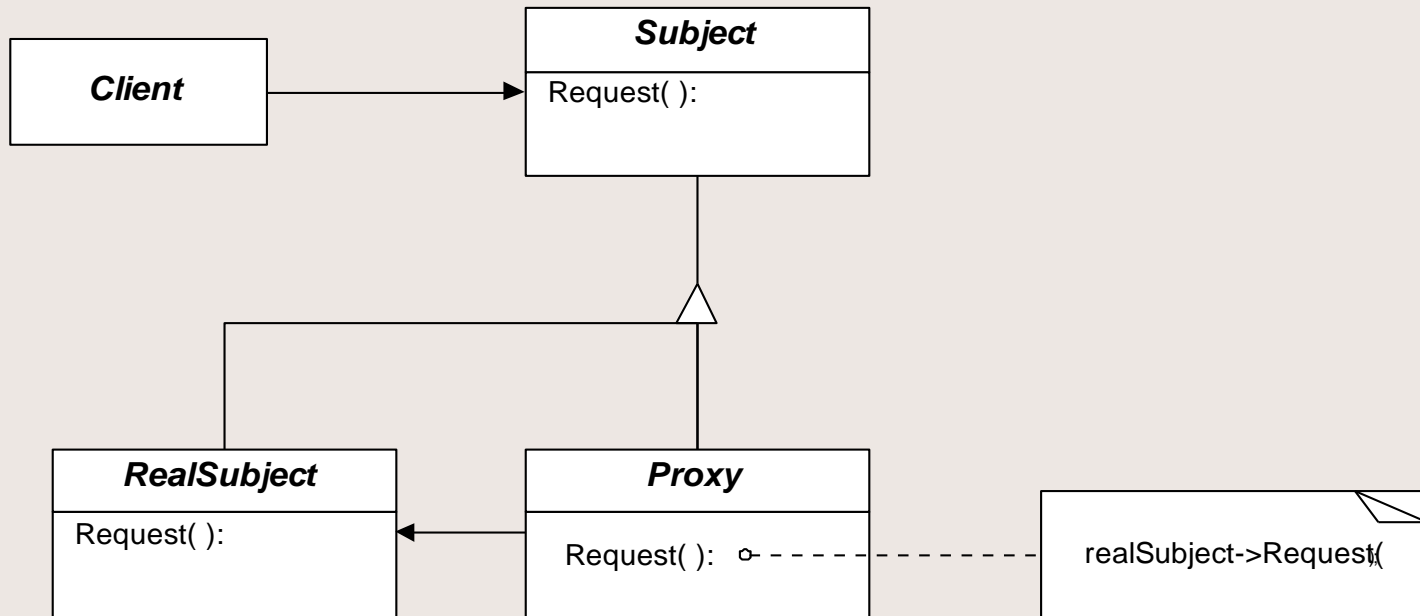 Subject
Client
Request( ):
RealSubject
Proxy
Request( ):
Request( ):
realSubject->Request(